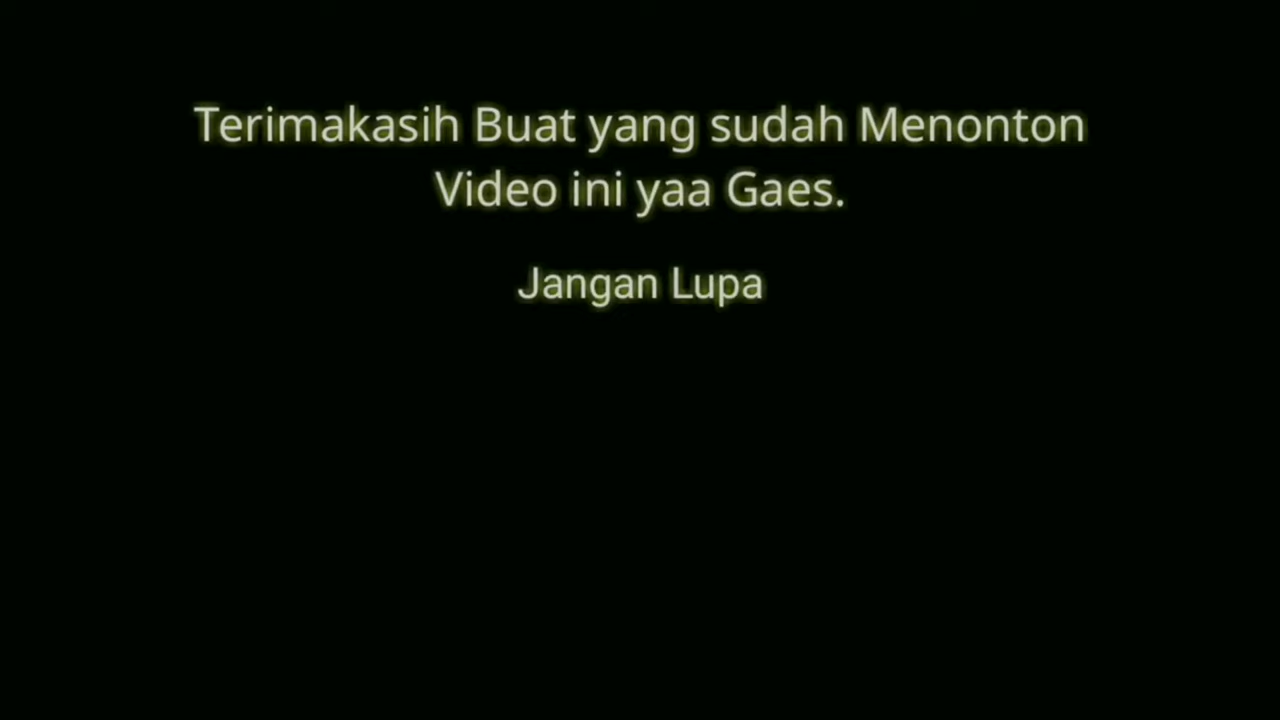 Terimakasih Buat yang sudah Menonton
Video ini yaa Gaes.
Jangan Lupa